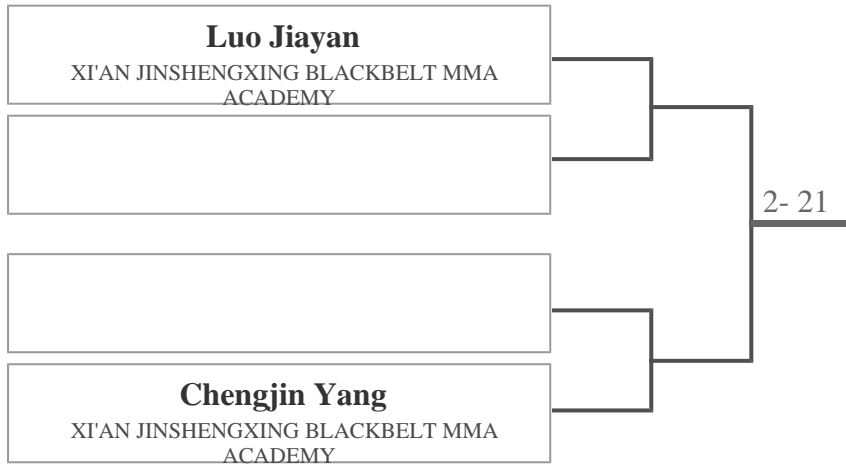 Luo Jiayan
XI'AN JINSHENGXING BLACKBELT MMA
ACADEMY
2- 21
Chengjin Yang
XI'AN JINSHENGXING BLACKBELT MMA
ACADEMY